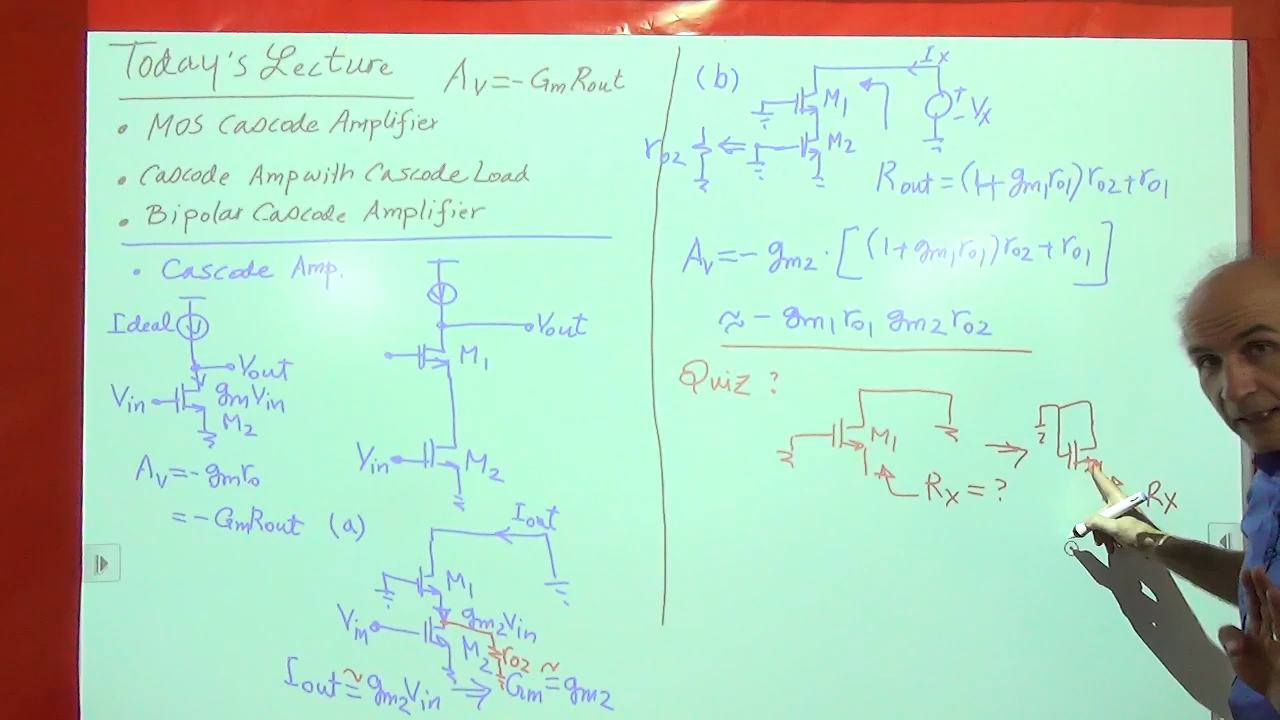 Today's Lecture
Av = -GmRout
• MOS Cascode Amplifier
• Cascode Amp with Cascode Load
• Bipolar Cascode Amplifier
• Cascode Amp.
Ideal
Vout
Vin
gmVin
M2
Av = -gmro
= -GmRout
Vout
M1
Vin
M2
(a)
Iout
M1
Vin
gm2Vin
M2
ro2
Iout ≅ gm2Vin → Gm ≅ gm2
(b)
Ix
M1
+
- Vx
M2
ro2 ⇐
Rout = (1+gm1ro1)ro2+ro1
Av = -gm2·[(1+gm1ro1)ro2+ro1]
≈ -gm1ro1 gm2ro2
Quiz ?
M1
→
Rx = ?
Rx